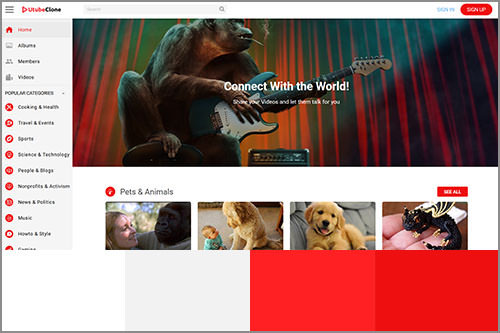 UtubeClone
Search
SIGN IN
SIGN UP
Home
Albums
Members
Videos
POPULAR CATEGORIES
Cooking & Health
Travel & Events
Sports
Science & Technology
People & Blogs
Nonprofits & Activism
News & Politics
Music
Howto & Style
Gaming
Connect With the World!
Share your Videos and let them talk for you
Pets & Animals
SEE ALL